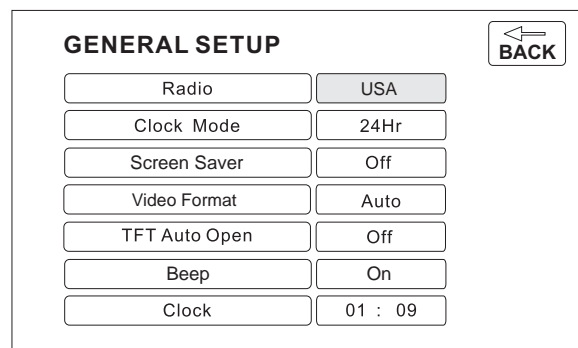 GENERAL SETUP
BACK
Radio USA
Clock Mode 24Hr
Screen Saver Off
Video Format Auto
TFT Auto Open Off
Beep On
Clock 01 : 09